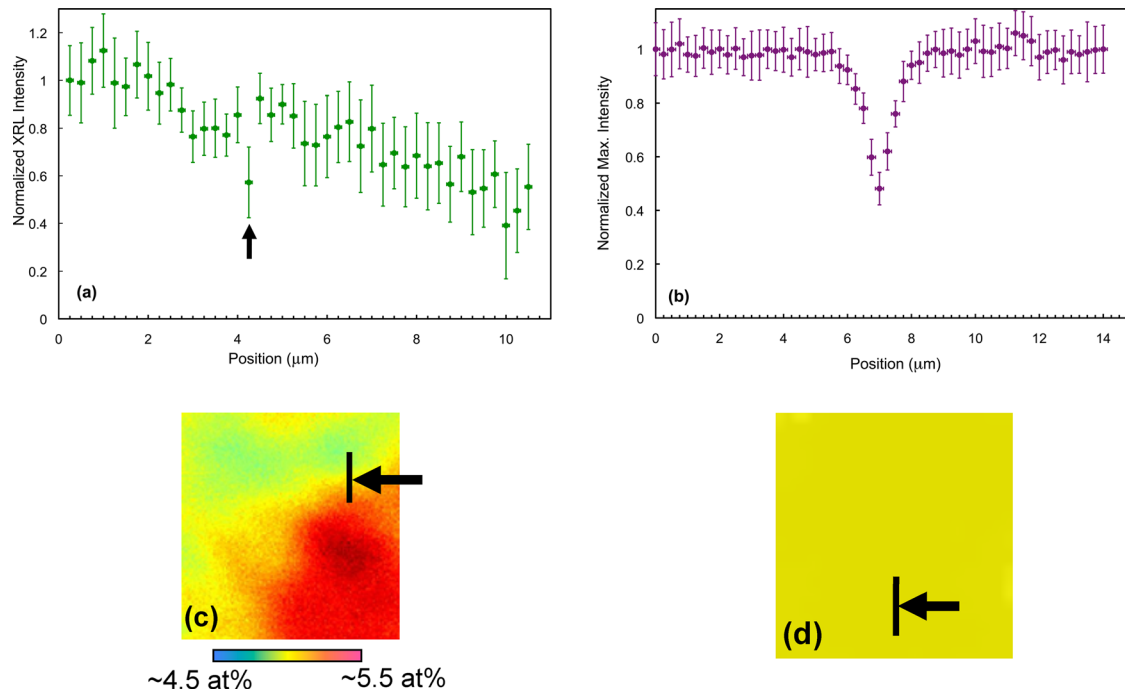 1.2
1
0.8
0.6
0.4
0.2
0
Normalized XRL Intensity
(a)
0 2 4 6 8 10
Position (μm)
1
0.8
0.6
0.4
0.2
0
Normalized Max. Intensity
(b)
0 2 4 6 8 10 12 14
Position (μm)
(c)
~4.5 at% ~5.5 at%
(d)